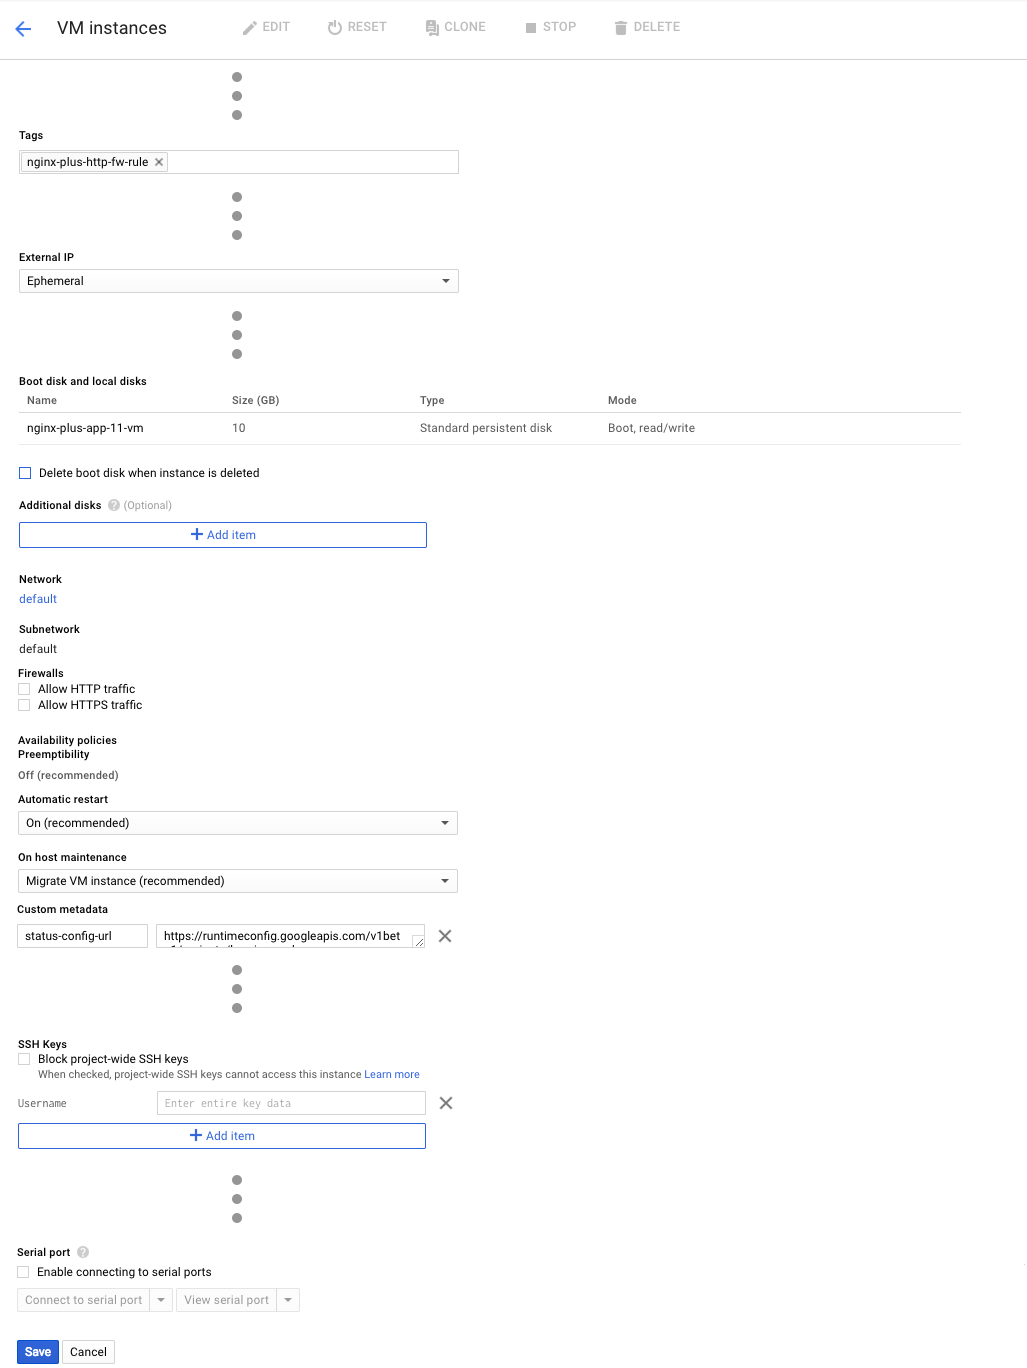 VM instances EDIT RESET CLONE STOP DELETE
Tags
nginx-plus-http-fw-rule
External IP
Ephemeral
Boot disk and local disks
Name Size (GB) Type Mode
nginx-plus-app-11-vm 10 Standard persistent disk Boot, read/write
Delete boot disk when instance is deleted
Additional disks ? (Optional)
Add item
Network
default
Subnetwork
default
Firewalls
Allow HTTP traffic
Allow HTTPS traffic
Availability policies
Preemptibility
Off (recommended)
Automatic restart
On (recommended)
On host maintenance
Migrate VM instance (recommended)
Custom metadata
status-config-url https://runtimeconfig.googleapis.com/v1bet
SSH Keys
Block project-wide SSH keys
When checked, project-wide SSH keys cannot access this instance Learn more
Username Enter entire key data
Add item
Serial port ?
Enable connecting to serial ports
Connect to serial port View serial port
Save Cancel